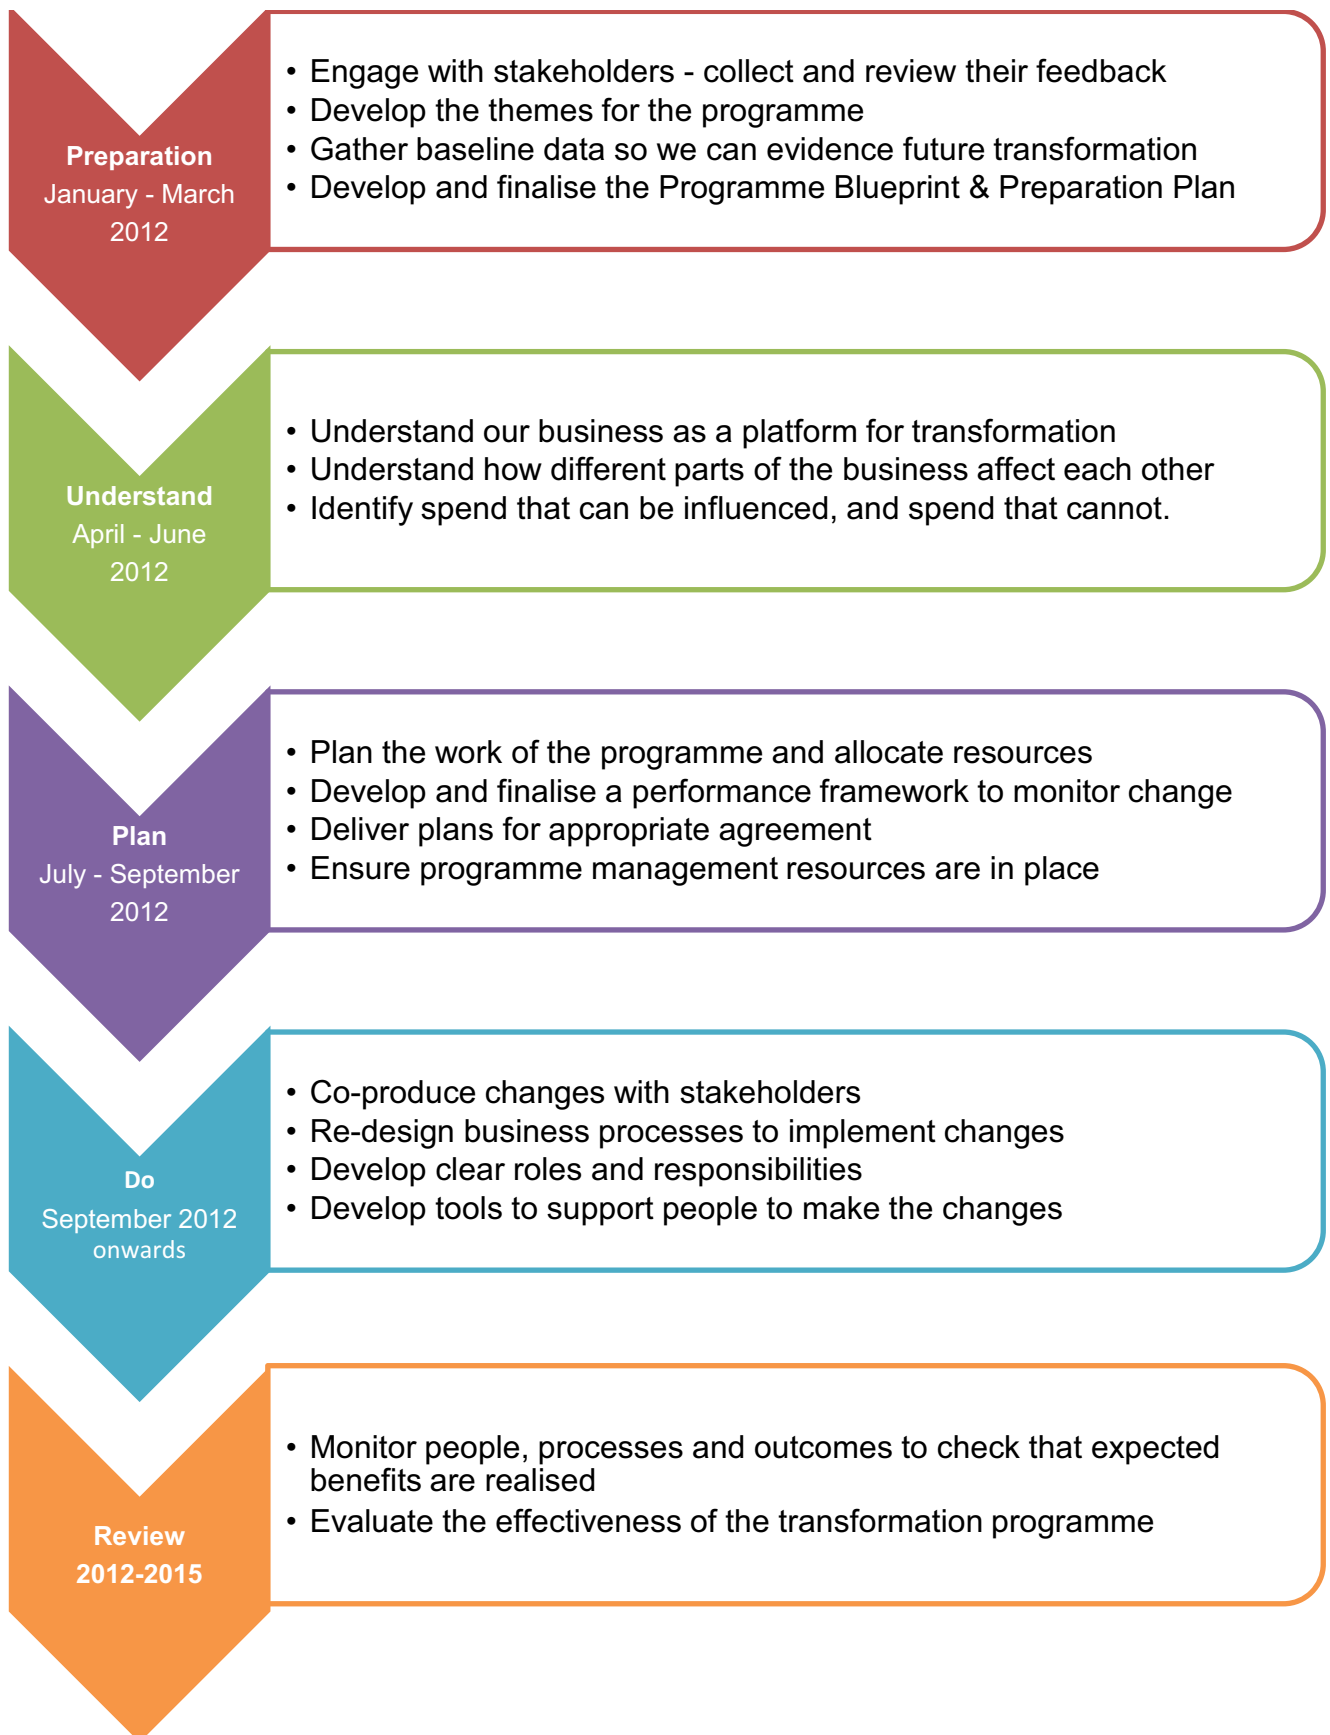 Preparation
January - March
2012
• Engage with stakeholders - collect and review their feedback
• Develop the themes for the programme
• Gather baseline data so we can evidence future transformation
• Develop and finalise the Programme Blueprint & Preparation Plan
Understand
April - June
2012
• Understand our business as a platform for transformation
• Understand how different parts of the business affect each other
• Identify spend that can be influenced, and spend that cannot.
Plan
July - September
2012
• Plan the work of the programme and allocate resources
• Develop and finalise a performance framework to monitor change
• Deliver plans for appropriate agreement
• Ensure programme management resources are in place
Do
September 2012
onwards
• Co-produce changes with stakeholders
• Re-design business processes to implement changes
• Develop clear roles and responsibilities
• Develop tools to support people to make the changes
Review
2012-2015
• Monitor people, processes and outcomes to check that expected
benefits are realised
• Evaluate the effectiveness of the transformation programme